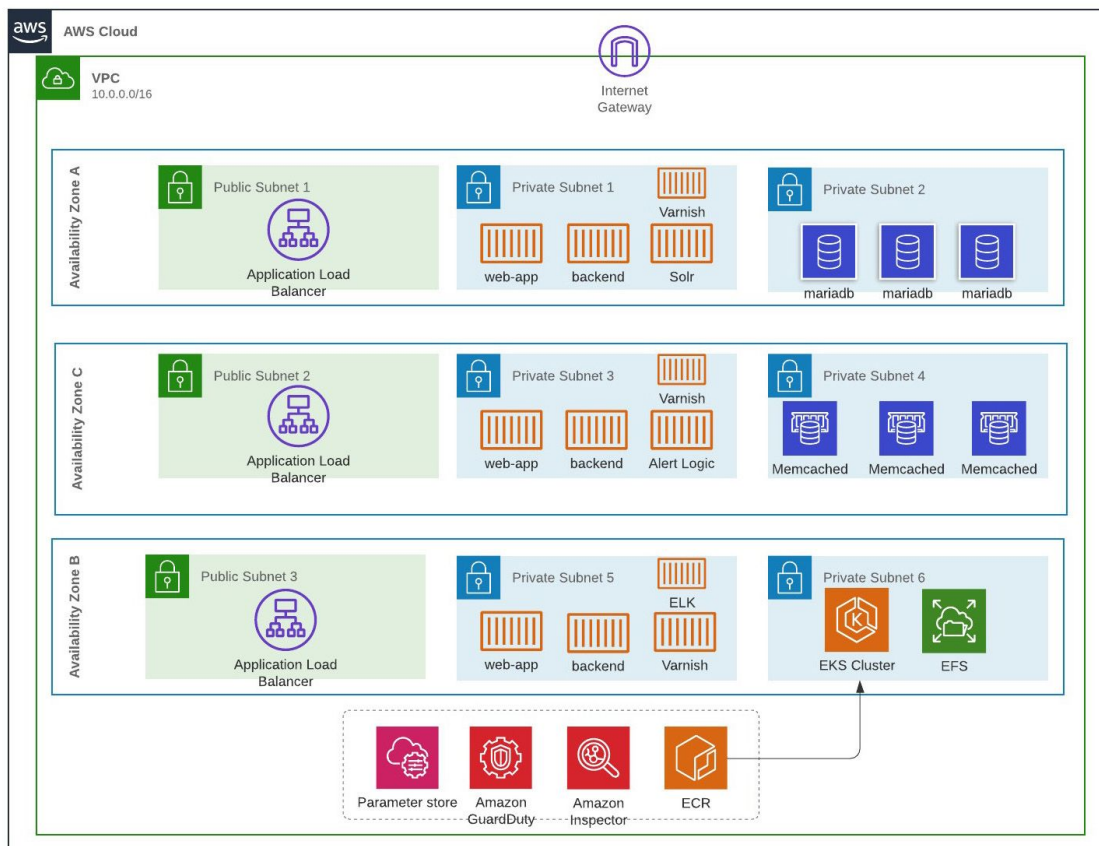 aws
AWS Cloud
VPC
10.0.0.0/16
Internet
Gateway
Availability Zone A
Public Subnet 1
Application Load
Balancer
Private Subnet 1
Varnish
web-app
backend
Solr
Private Subnet 2
mariadb
mariadb
mariadb
Availability Zone C
Public Subnet 2
Application Load
Balancer
Private Subnet 3
Varnish
web-app
backend
Alert Logic
Private Subnet 4
Memcached
Memcached
Memcached
Availability Zone B
Public Subnet 3
Application Load
Balancer
Private Subnet 5
ELK
web-app
backend
Varnish
Private Subnet 6
K
EKS Cluster
EFS
Parameter store
Amazon
GuardDuty
Amazon
Inspector
ECR